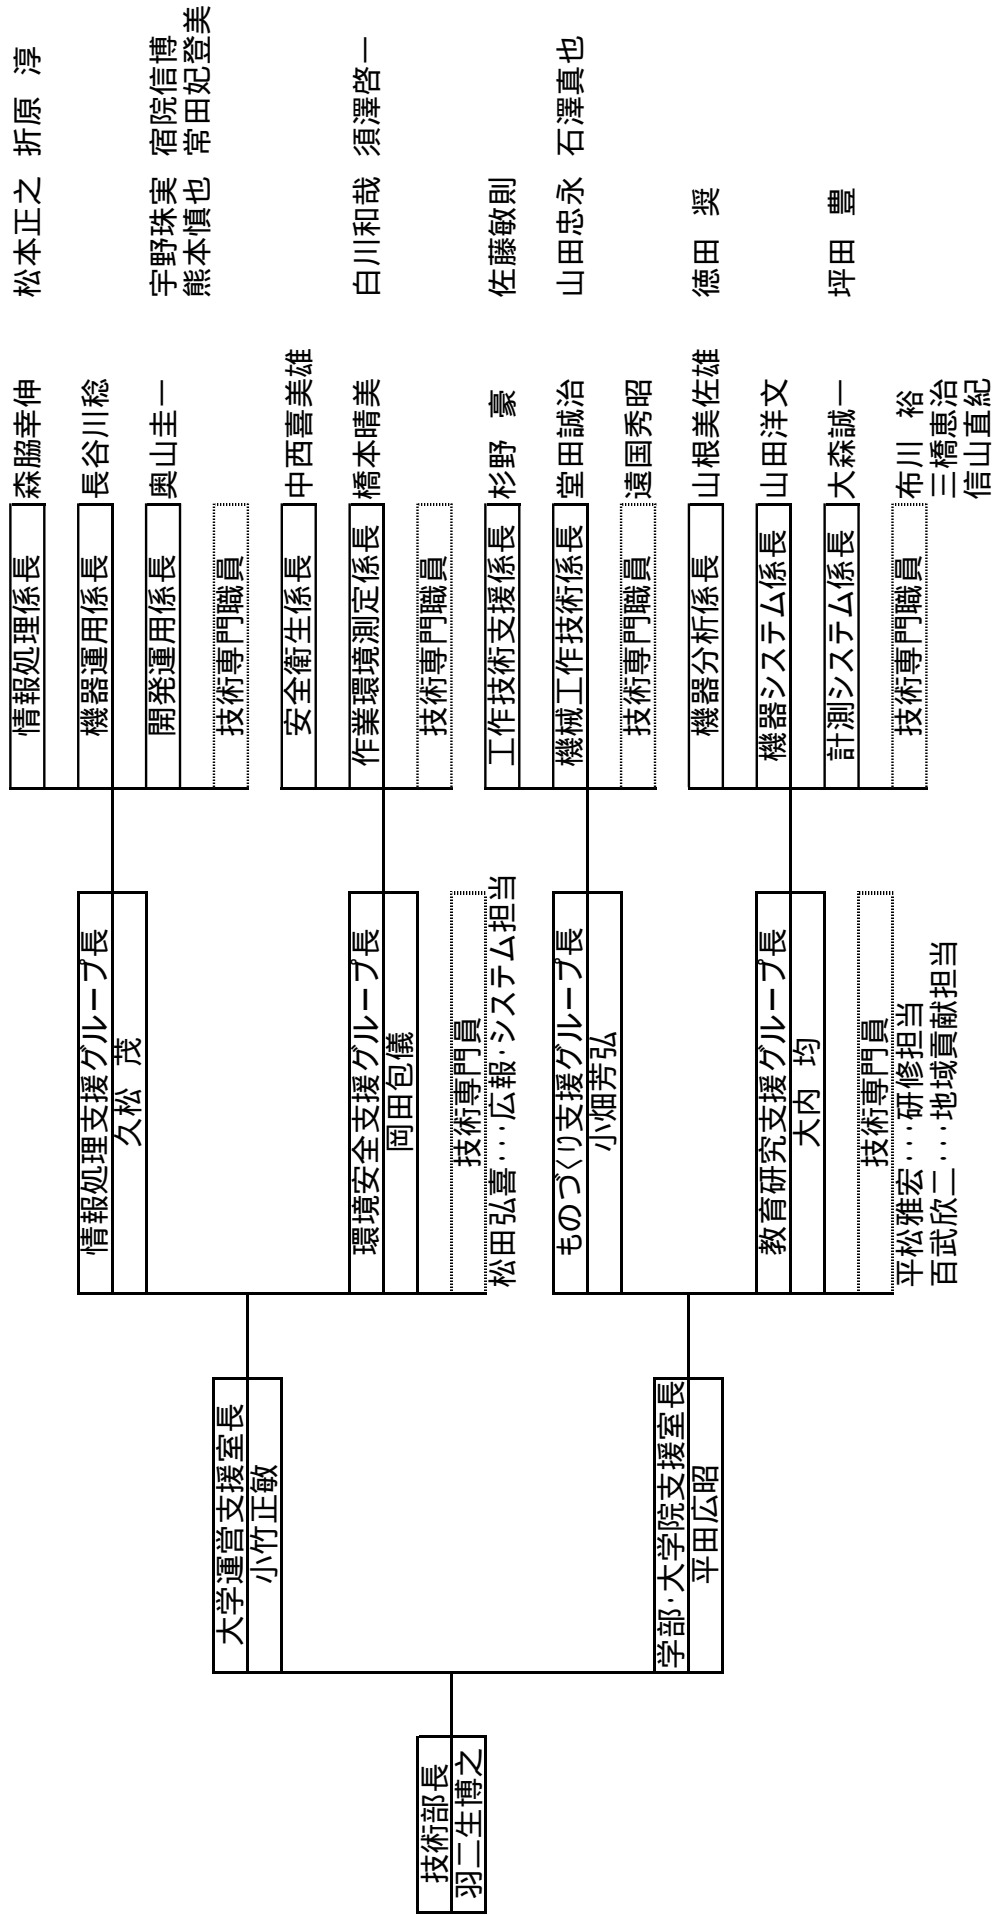 技術部長
羽二生博之
大学運営支援室長
小竹正敏
学部・大学院支援室長
平田広昭
情報処理支援グループ長
久松 茂
環境安全支援グループ長
岡田包儀
技術専門員
松田弘喜・・・広報・システム担当
ものづくり支援グループ長
小畑芳弘
教育研究支援グループ長
大内 均
技術専門員
平松雅宏・・・研修担当
百武欣二・・・地域貢献担当
情報処理係長 森脇幸伸 松本正之 折原 淳
機器運用係長 長谷川稔
開発運用係長 奥山圭一 宇野珠実 宿院信博
熊本慎也 常田妃登美
技術専門職員
安全衛生係長 中西喜美雄
作業環境測定係長 橋本晴美 白川和哉 須澤啓一
技術専門職員
工作技術支援係長 杉野 豪 佐藤敏則
機械工作技術係長 堂田誠治 山田忠永 石澤真也
技術専門職員 遠国秀昭
機器分析係長 山根美佐雄 徳田 奨
機器システム係長 山田洋文
計測システム係長 大森誠一 坪田 豊
技術専門職員 布川 裕
三橋恵治
信山直紀